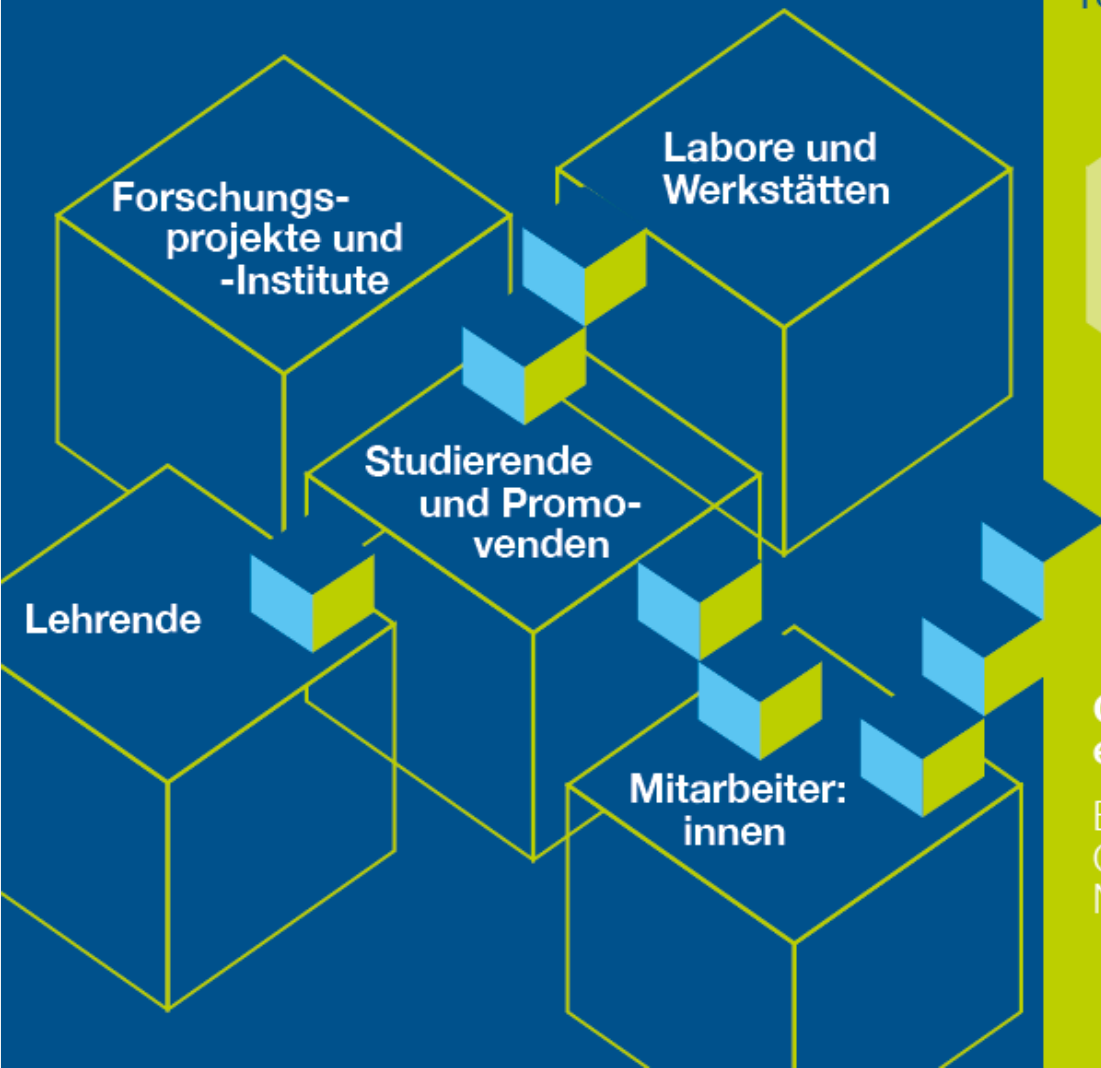 Labore und
Werkstätten
Forschungs-
projekte und
-Institute
Studierende
und Promo-
venden
Lehrende
Mitarbeiter:
innen